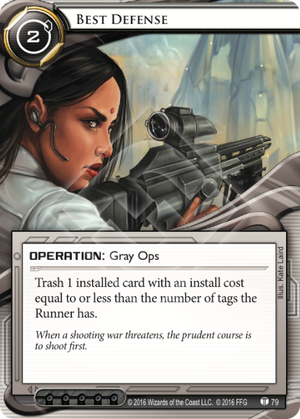 BEST DEFENSE
2
OPERATION: Gray Ops
Trash 1 installed card with an install cost
equal to or less than the number of tags the
Runner has.
When a shooting war threatens, the prudent course is
to shoot first.
Illus. Kate Laird
© 2016 Wizards of the Coast LLC. © 2016 FFG
79